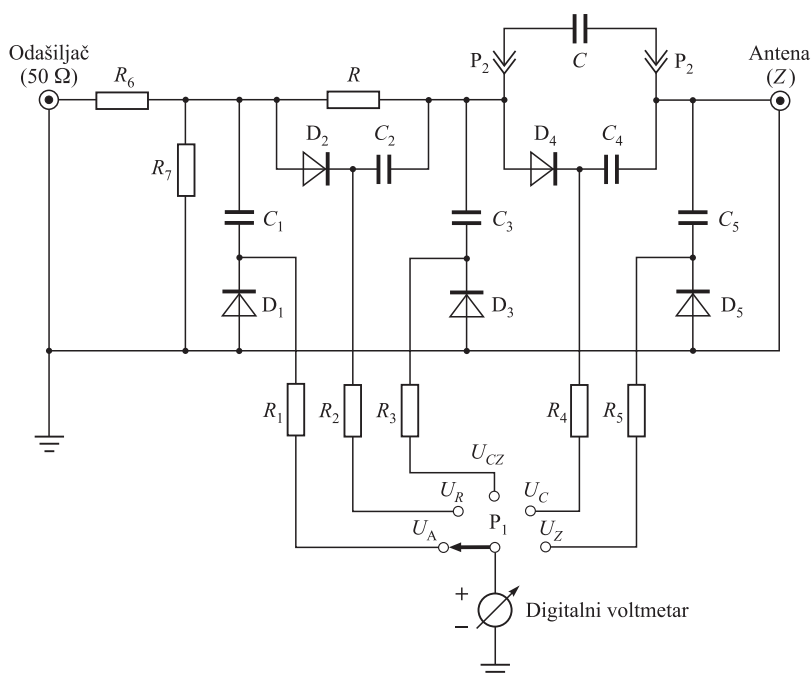 Odašiljač
(50 Ω)
R6
R
P2
C
P2
Antena
(Z)
R7
D2
C2
D4
C4
C1
C3
C5
D1
D3
D5
R1
R2
R3
R4
R5
UCZ
UR
UC
P1
UA
UZ
+
−
Digitalni voltmetar